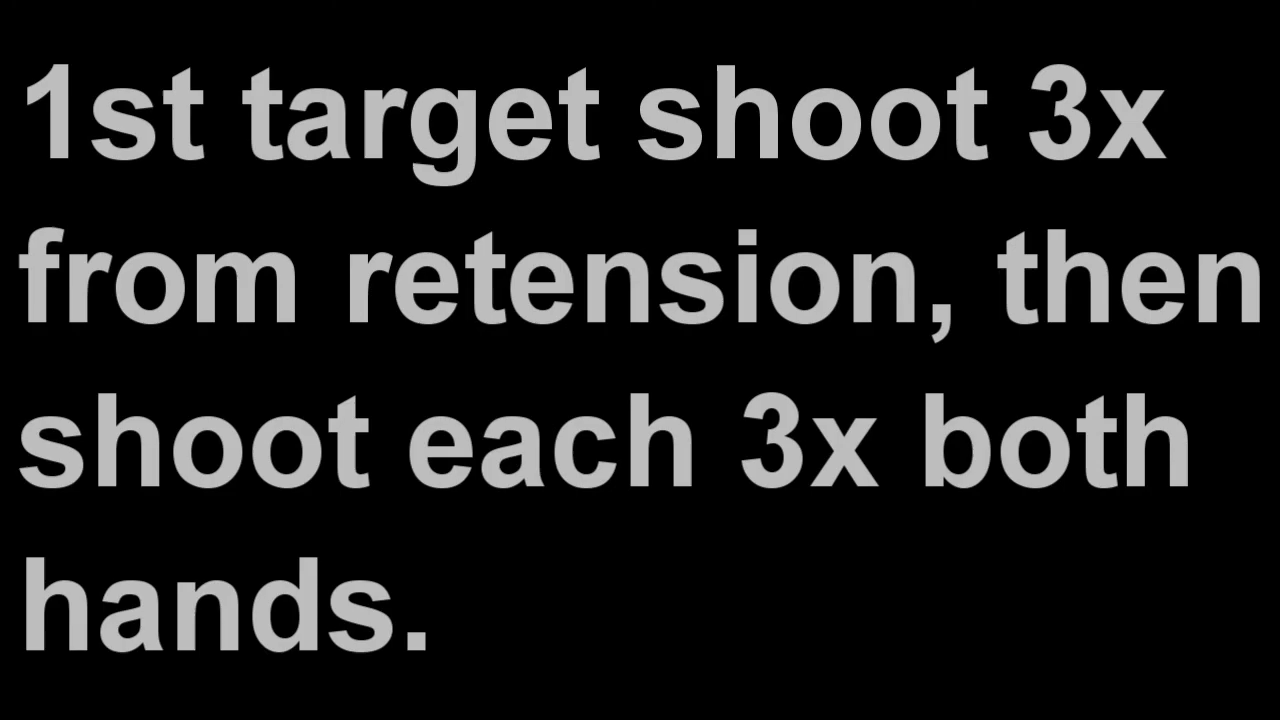 1st target shoot 3x
from retension, then
shoot each 3x both
hands.